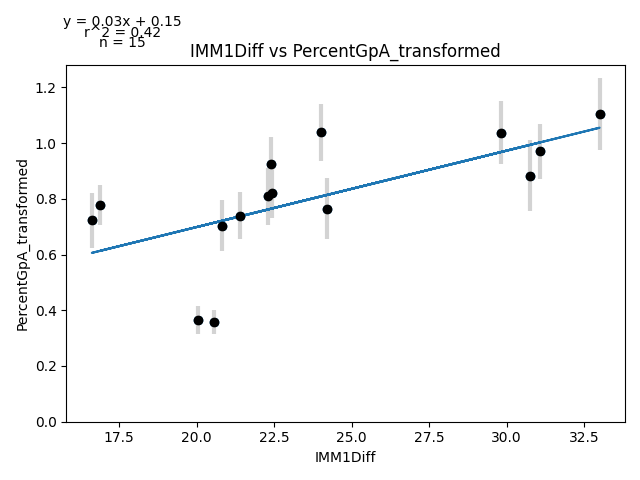 y = 0.03x + 0.15
r^2 = 0.42
n = 15
IMM1Diff vs PercentGpA_transformed
PercentGpA_transformed
1.2
1.0
0.8
0.6
0.4
0.2
0.0
17.5 20.0 22.5 25.0 27.5 30.0 32.5
IMM1Diff